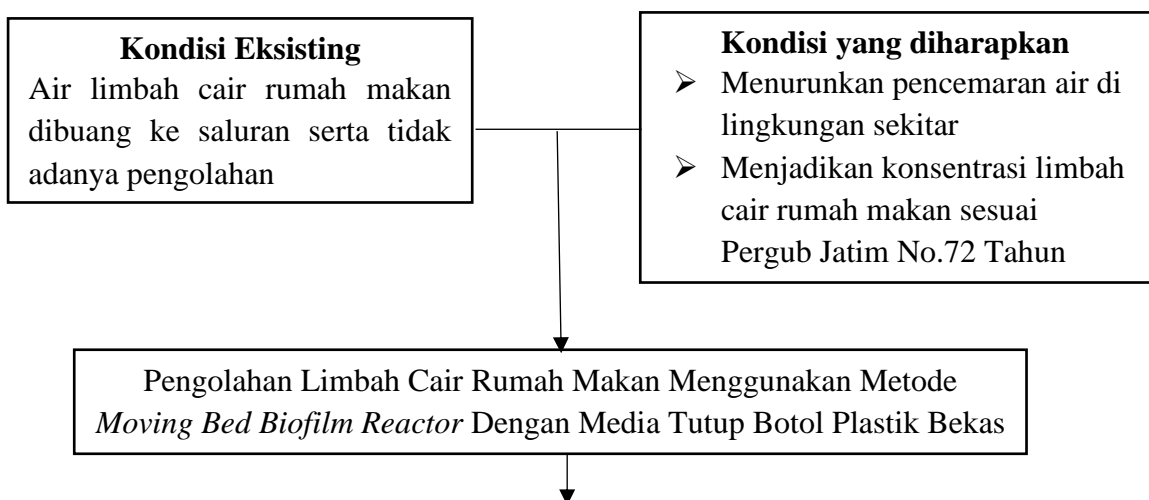 Kondisi Eksisting
Air limbah cair rumah makan
dibuang ke saluran serta tidak
adanya pengolahan
Kondisi yang diharapkan
➢ Menurunkan pencemaran air di
lingkungan sekitar
➢ Menjadikan konsentrasi limbah
cair rumah makan sesuai
Pergub Jatim No.72 Tahun
Pengolahan Limbah Cair Rumah Makan Menggunakan Metode
Moving Bed Biofilm Reactor Dengan Media Tutup Botol Plastik Bekas